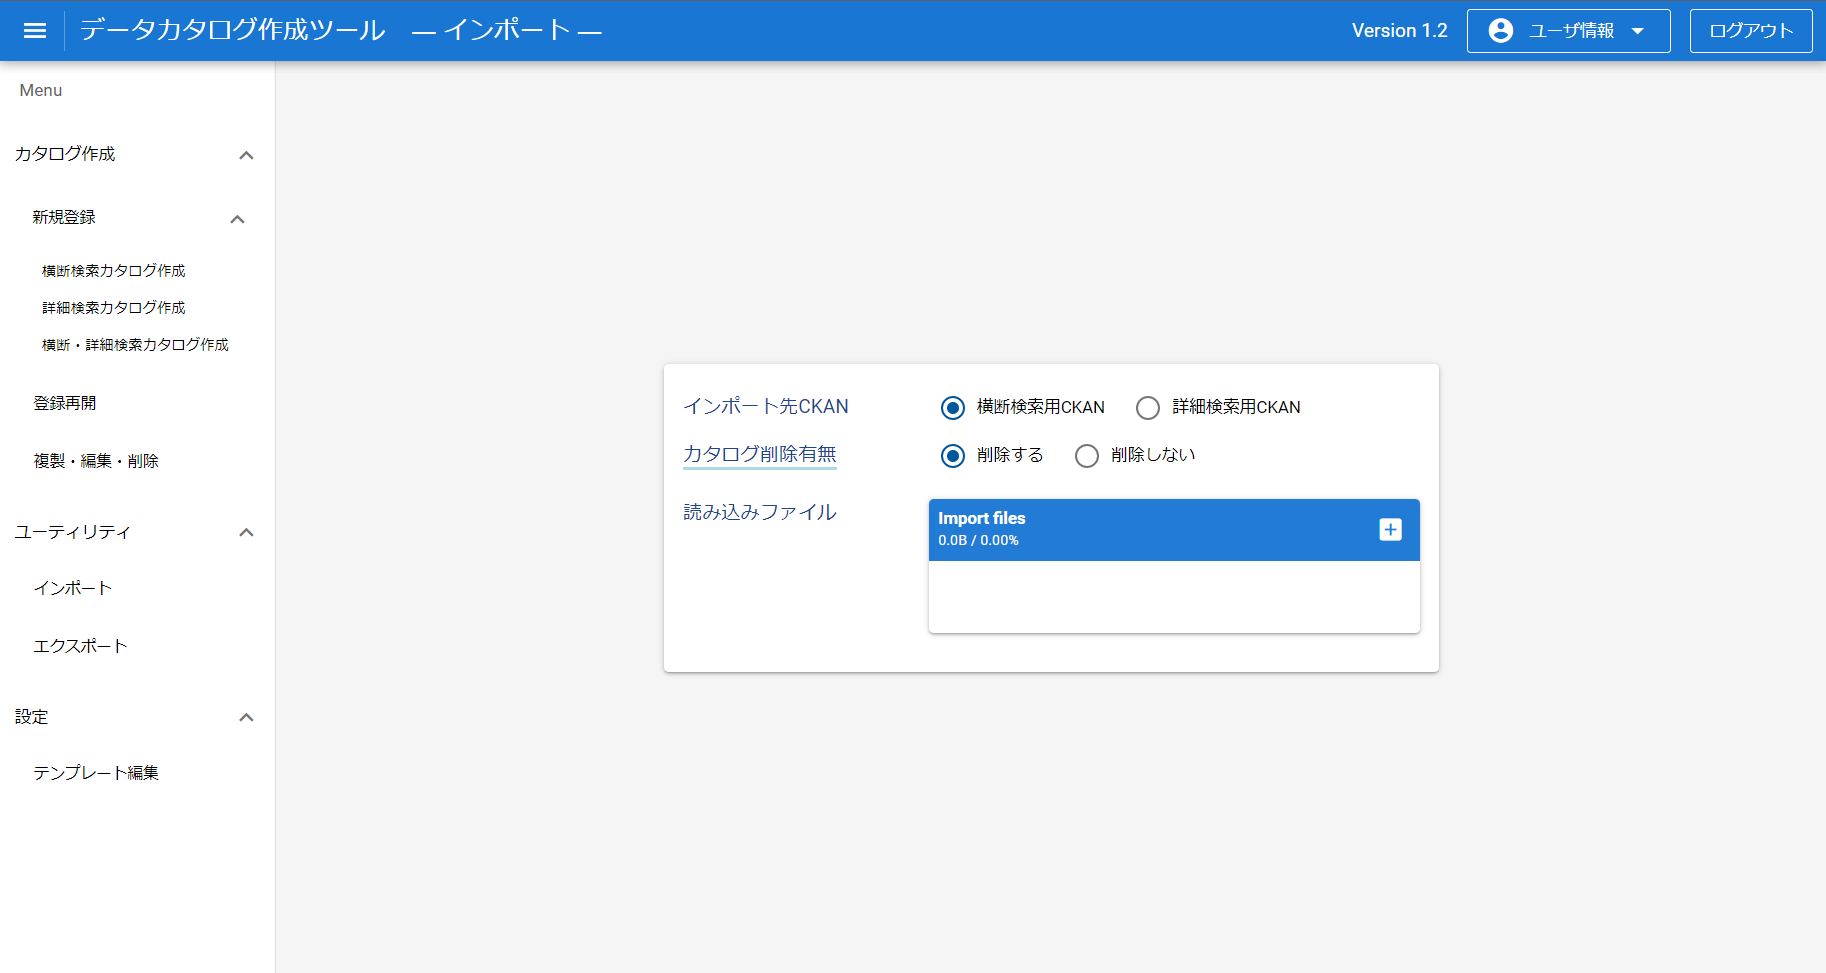 データカタログ作成ツール　― インポート ―
Version 1.2
ユーザ情報
ログアウト
Menu
カタログ作成
新規登録
横断検索カタログ作成
詳細検索カタログ作成
横断・詳細検索カタログ作成
登録再開
複製・編集・削除
ユーティリティ
インポート
エクスポート
設定
テンプレート編集
インポート先CKAN
横断検索用CKAN
詳細検索用CKAN
カタログ削除有無
削除する
削除しない
読み込みファイル
Import files
0.0B / 0.00%